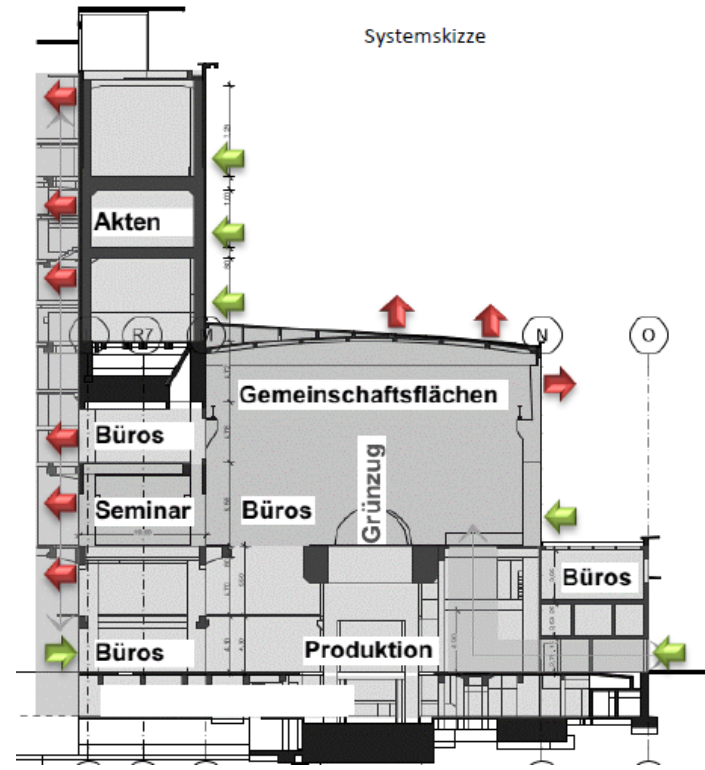 Systemskizze
Akten
R7
M
N
O
Gemeinschaftsflächen
Büros
Seminar
Büros
Grünzug
Büros
Büros
Produktion